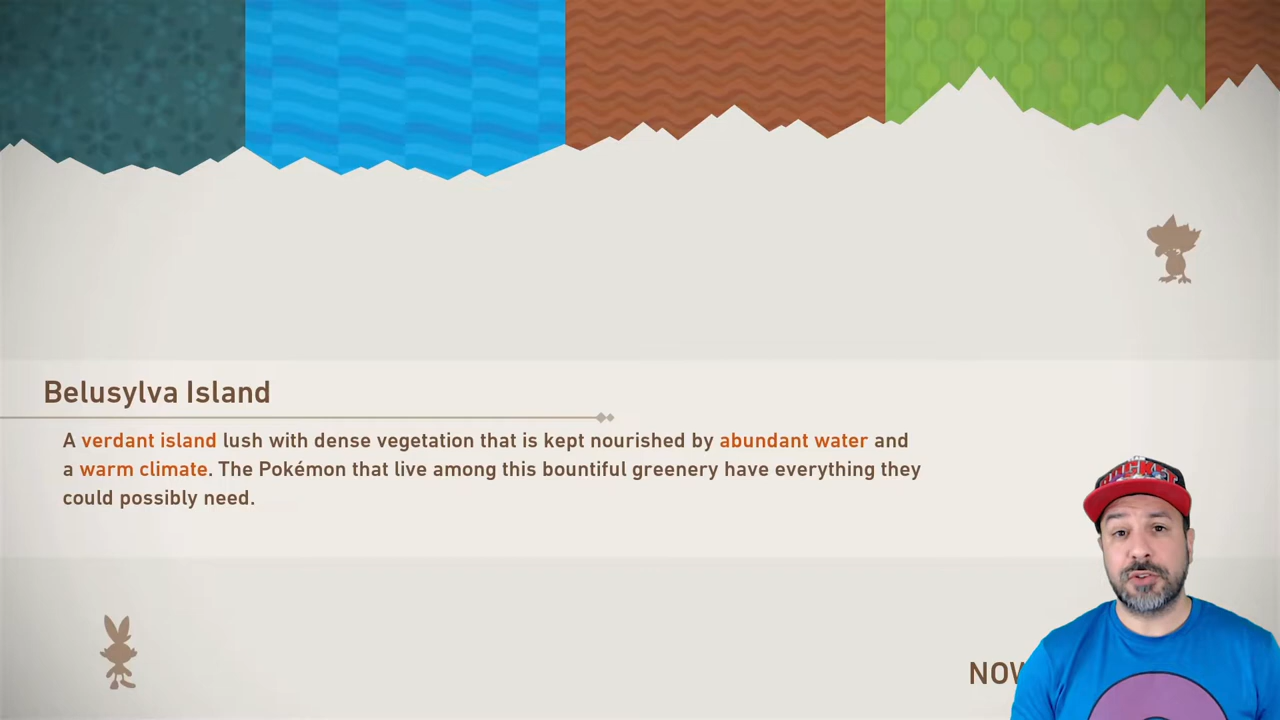 Belusylva Island
A verdant island lush with dense vegetation that is kept nourished by abundant water and
a warm climate. The Pokémon that live among this bountiful greenery have everything they
could possibly need.